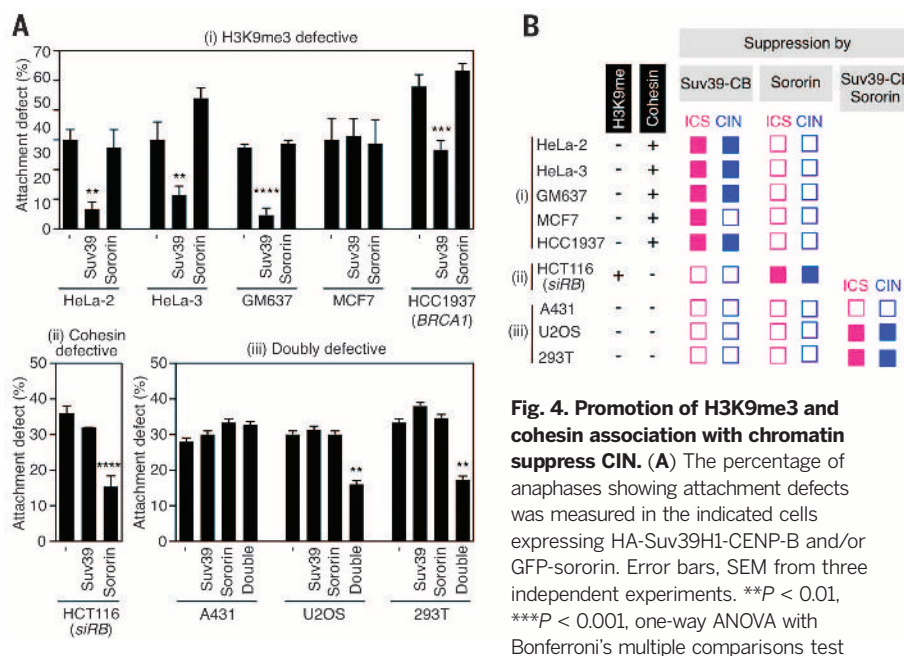 A
(i) H3K9me3 defective
Attachment defect (%)
70
60
50
40
30
20
10
0
**
**
****
***
- Suv39 Sororin - Suv39 Sororin - Suv39 Sororin - Suv39 Sororin - Suv39 Sororin
HeLa-2 HeLa-3 GM637 MCF7 HCC1937
(BRCA1)
(ii) Cohesin
defective
Attachment defect (%)
50
40
30
20
10
0
****
- Suv39 Sororin
HCT116
(siRB)
(iii) Doubly defective
Attachment defect (%)
50
40
30
20
10
0
**
**
- Suv39 Sororin Double - Suv39 Sororin Double - Suv39 Sororin Double
A431 U2OS 293T
B
Suppression by
H3K9me Cohesin Suv39-CB Sororin Suv39-CB
Sororin
ICS CIN ICS CIN
HeLa-2 - +
HeLa-3 - +
(i) GM637 - +
MCF7 - +
HCC1937 - +
(ii) HCT116 + -
(siRB)
ICS CIN
A431 - -
(iii) U2OS - -
293T - -
Fig. 4. Promotion of H3K9me3 and
cohesin association with chromatin
suppress CIN. (A) The percentage of
anaphases showing attachment defects
was measured in the indicated cells
expressing HA-Suv39H1-CENP-B and/or
GFP-sororin. Error bars, SEM from three
independent experiments. **P < 0.01,
***P < 0.001, one-way ANOVA with
Bonferroni's multiple comparisons test